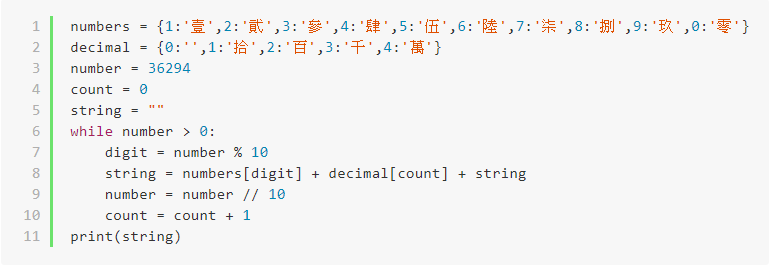 1 numbers = {1:'壹',2:'貳',3:'參',4:'肆',5:'伍',6:'陸',7:'柒',8:'捌',9:'玖',0:'零'}
2 decimal = {0:'',1:'拾',2:'百',3:'千',4:'萬'}
3 number = 36294
4 count = 0
5 string = ""
6 while number > 0:
7     digit = number % 10
8     string = numbers[digit] + decimal[count] + string
9     number = number // 10
10     count = count + 1
11 print(string)